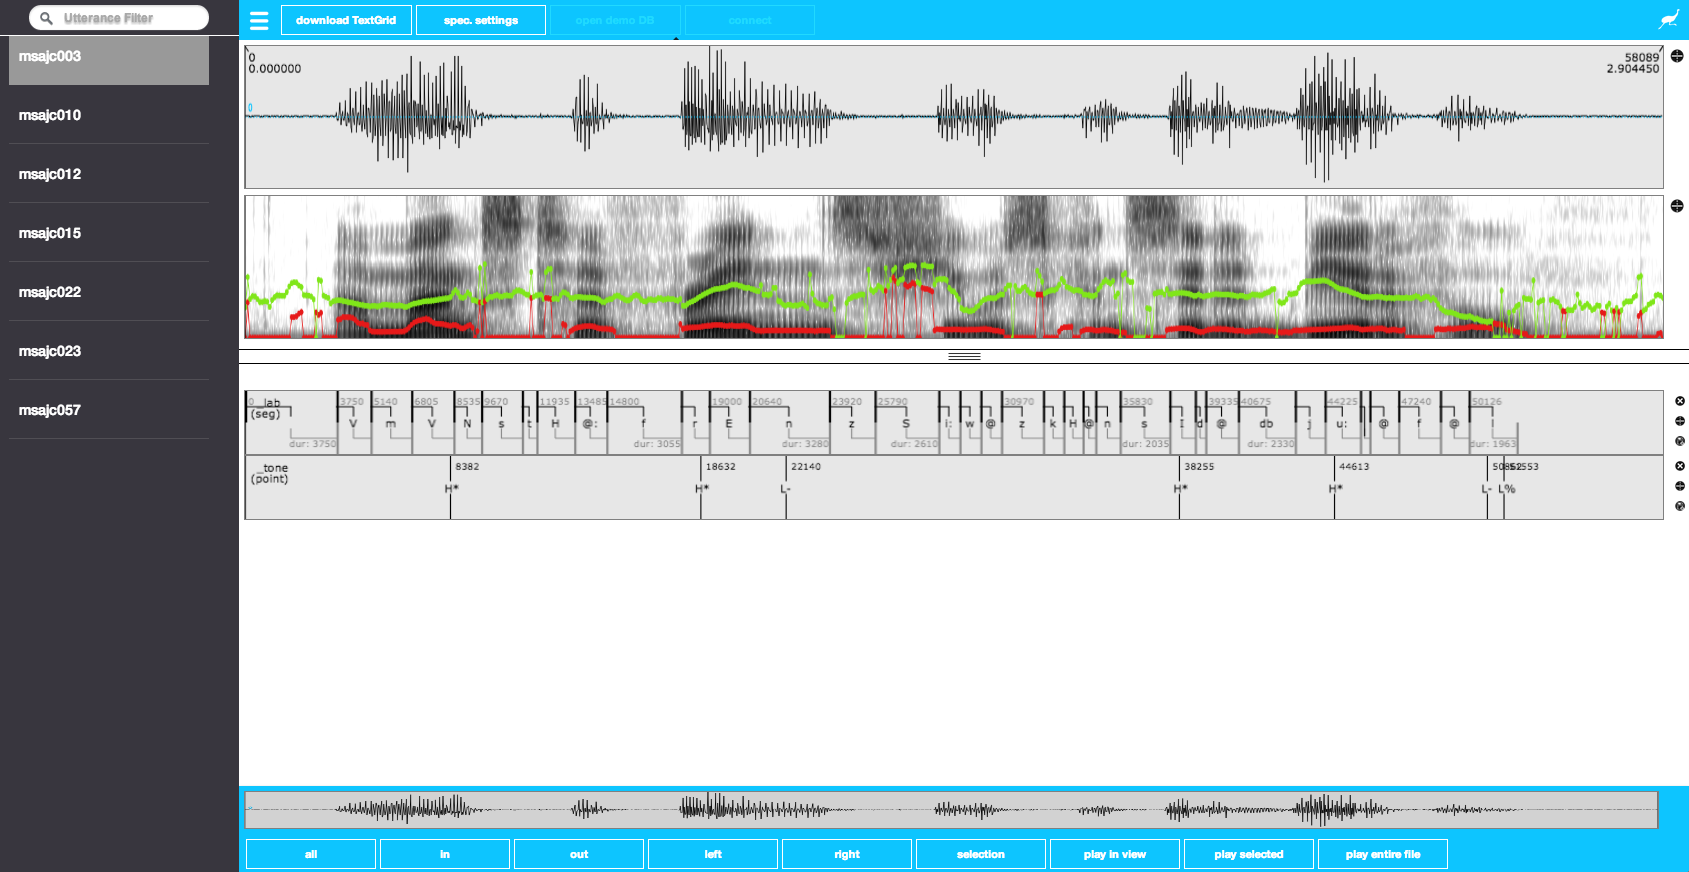 Utterance Filter
msajc003
msajc010
msajc012
msajc015
msajc022
msajc023
msajc057
download TextGrid spec. settings open demo DB connect
0 58089
0.000000 2.904450
0
0 _lab 3750 5140 6805 8535 9670 11935 13485 14800 19000 20640 23920 25790 30970 35830 39335 40675 44225 47240 50126
(seg) V m V N s t H @: f r E n z S i: w @ z k H @ n s I d @ db j u: @ f @ l
dur: 3750 dur: 3055 dur: 3280 dur: 2610 dur: 2035 dur: 2330 dur: 1963
_tone 8382 18632 22140 38255 44613
(point)
H* H* L- H* H* L- L%
all in out left right selection play in view play selected play entire file